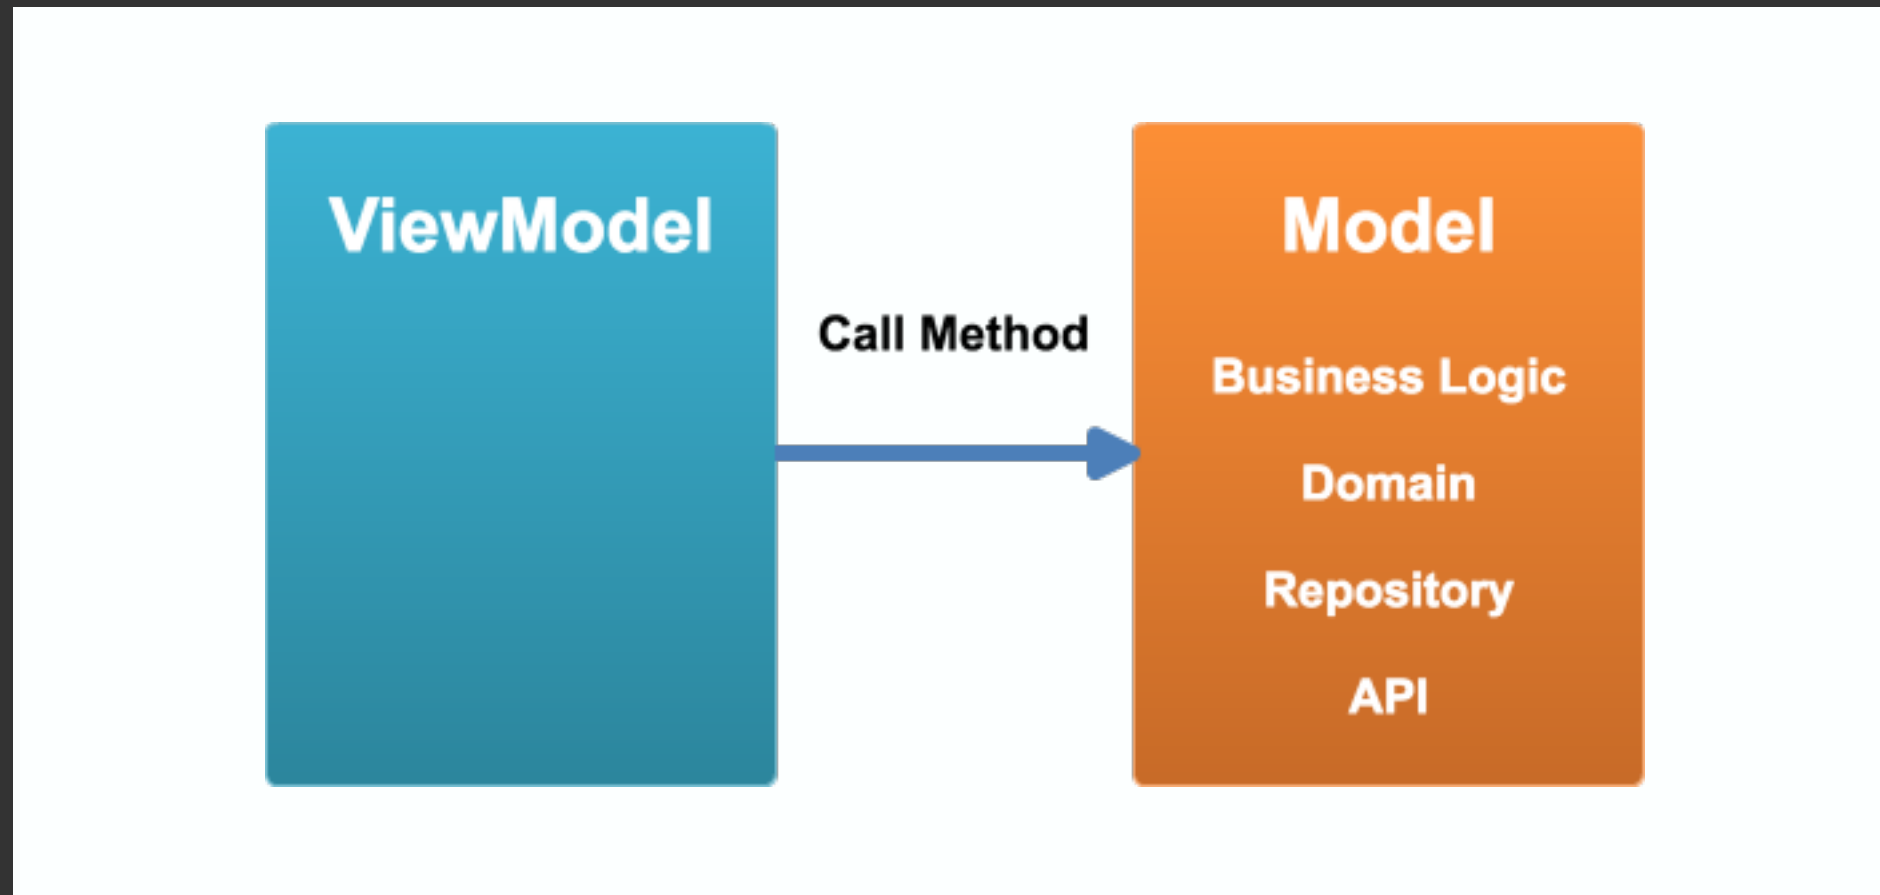 ViewModel
Call Method
Model
Business Logic
Domain
Repository
API